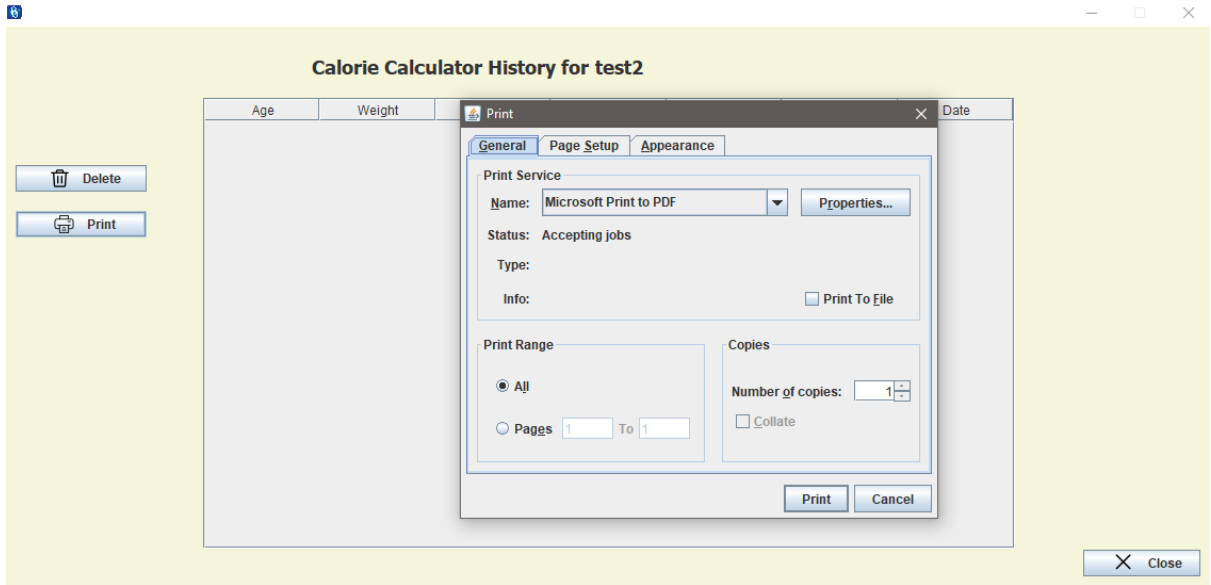 Calorie Calculator History for test2
Age Weight Date
Delete
Print
Print
General Page Setup Appearance
Print Service
Name: Microsoft Print to PDF Properties...
Status: Accepting jobs
Type:
Info: Print To File
Print Range
All
Pages 1 To 1
Copies
Number of copies: 1
Collate
Print Cancel
Close